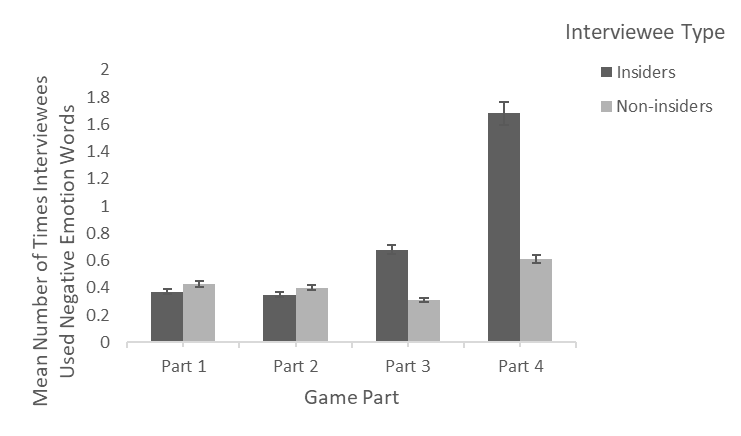 Interviewee Type
Insiders
Non-insiders
Mean Number of Times Interviewees
Used Negative Emotion Words
2
1.8
1.6
1.4
1.2
1
0.8
0.6
0.4
0.2
0
Part 1
Part 2
Part 3
Part 4
Game Part